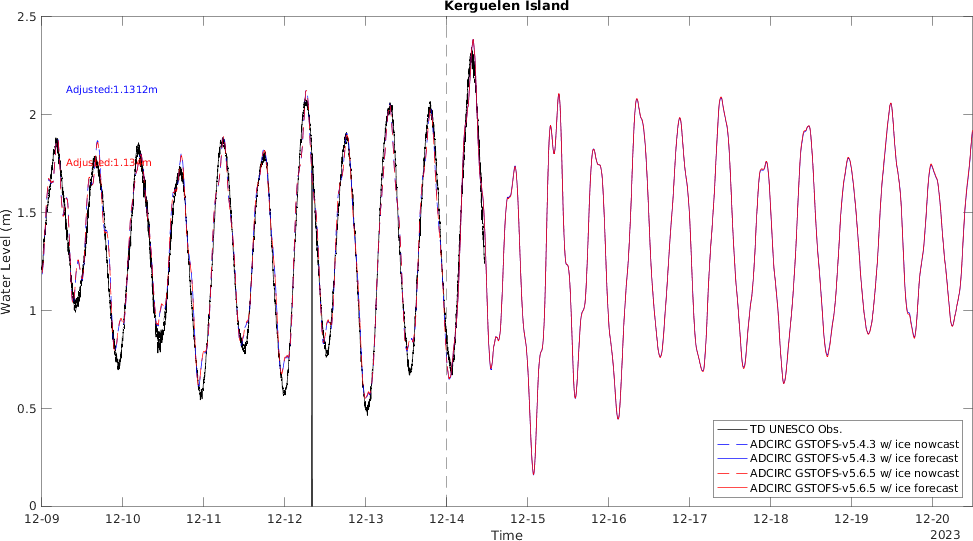 Kerguelen Island
2.5
2
1.5
1
0.5
0
Water Level (m)
Adjusted:1.1312m
TD UNESCO Obs.
ADCIRC GSTOFS-v5.4.3 w/ ice nowcast
ADCIRC GSTOFS-v5.4.3 w/ ice forecast
ADCIRC GSTOFS-v5.6.5 w/ ice nowcast
ADCIRC GSTOFS-v5.6.5 w/ ice forecast
12-09 12-10 12-11 12-12 12-13 12-14 12-15 12-16 12-17 12-18 12-19 12-20
Time
2023